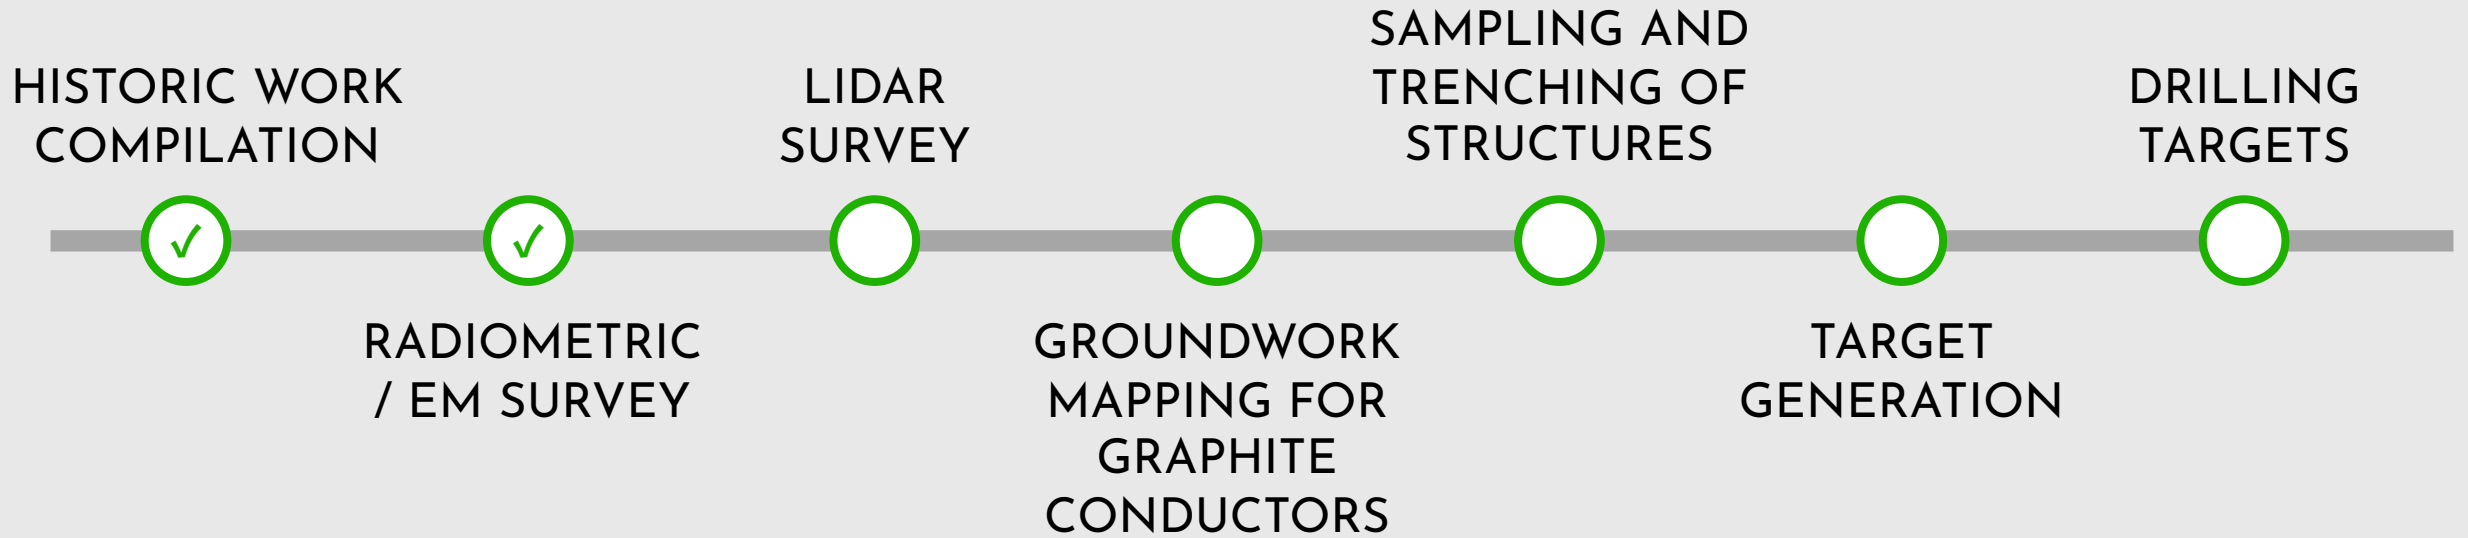 HISTORIC WORK
COMPILATION
✓
RADIOMETRIC
/ EM SURVEY
✓
LIDAR
SURVEY
GROUNDWORK
MAPPING FOR
GRAPHITE
CONDUCTORS
SAMPLING AND
TRENCHING OF
STRUCTURES
TARGET
GENERATION
DRILLING
TARGETS